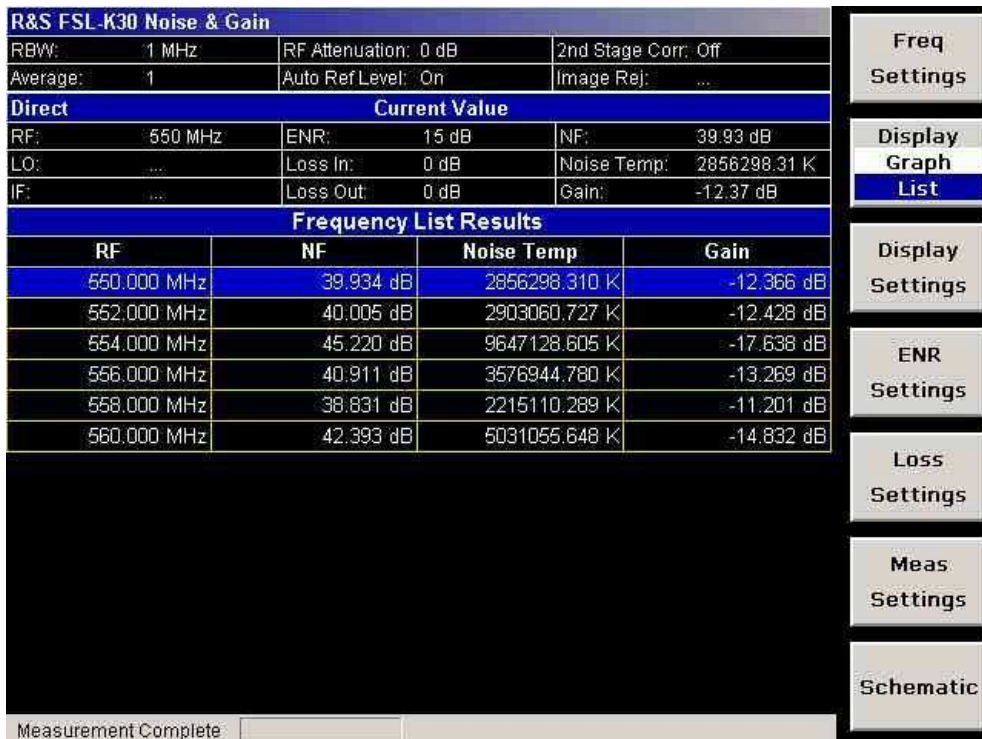 R&S FSL-K30 Noise & Gain
RBW: 1 MHz RF Attenuation: 0 dB 2nd Stage Corr: Off
Average: 1 Auto Ref Level: On Image Rej: ...
Direct Current Value
RF: 550 MHz ENR: 15 dB NF: 39.93 dB
LO: ... Loss In: 0 dB Noise Temp: 2856298.31 K
IF: ... Loss Out: 0 dB Gain: -12.37 dB
Frequency List Results
RF NF Noise Temp Gain
550.000 MHz 39.934 dB 2856298.310 K -12.366 dB
552.000 MHz 40.005 dB 2903060.727 K -12.428 dB
554.000 MHz 45.220 dB 9647128.605 K -17.638 dB
556.000 MHz 40.911 dB 3576944.780 K -13.269 dB
558.000 MHz 38.831 dB 2215110.289 K -11.201 dB
560.000 MHz 42.393 dB 5031055.648 K -14.832 dB
Measurement Complete
Freq
Settings
Display
Graph
List
Display
Settings
ENR
Settings
Loss
Settings
Meas
Settings
Schematic